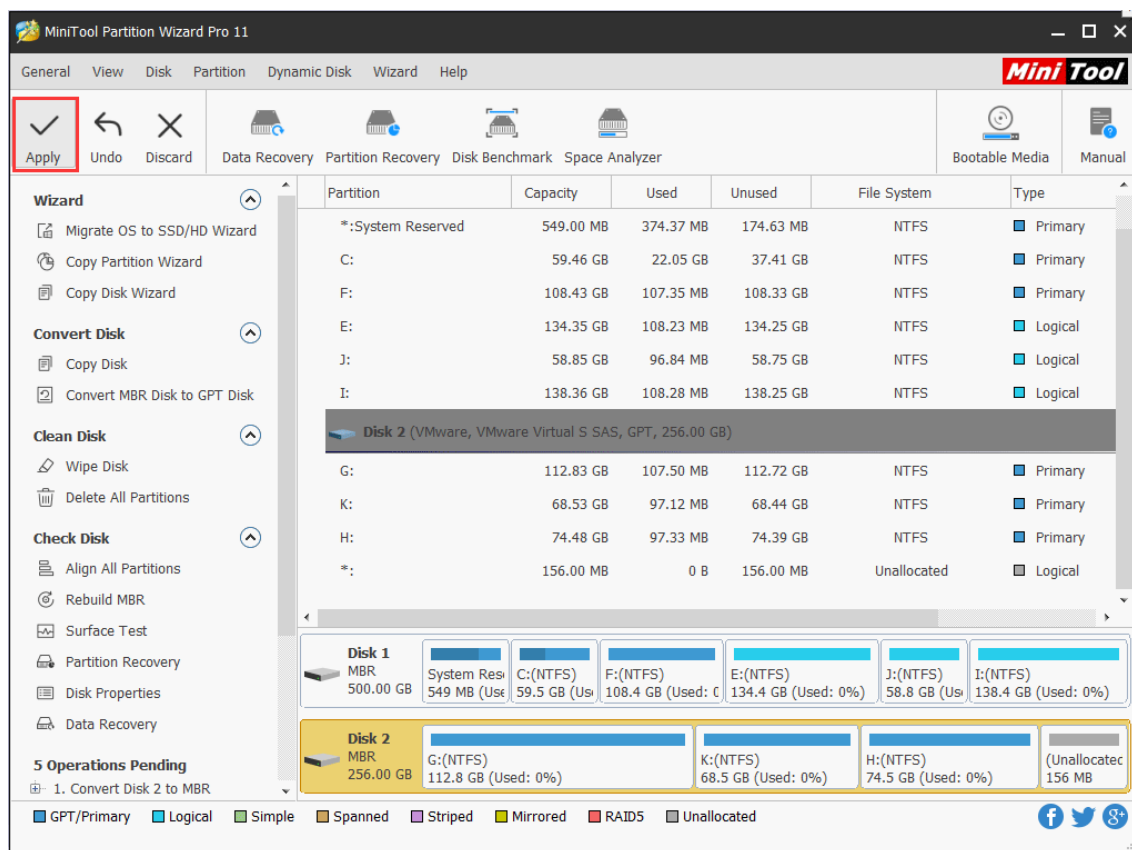 MiniTool Partition Wizard Pro 11
General View Disk Partition Dynamic Disk Wizard Help
Mini Tool
Apply Undo Discard Data Recovery Partition Recovery Disk Benchmark Space Analyzer Bootable Media Manual
Wizard
Migrate OS to SSD/HD Wizard
Copy Partition Wizard
Copy Disk Wizard
Convert Disk
Copy Disk
Convert MBR Disk to GPT Disk
Clean Disk
Wipe Disk
Delete All Partitions
Check Disk
Align All Partitions
Rebuild MBR
Surface Test
Partition Recovery
Disk Properties
Data Recovery
5 Operations Pending
1. Convert Disk 2 to MBR
Partition Capacity Used Unused File System Type
*:System Reserved 549.00 MB 374.37 MB 174.63 MB NTFS Primary
C: 59.46 GB 22.05 GB 37.41 GB NTFS Primary
F: 108.43 GB 107.35 MB 108.33 GB NTFS Primary
E: 134.35 GB 108.23 MB 134.25 GB NTFS Logical
J: 58.85 GB 96.84 MB 58.75 GB NTFS Logical
I: 138.36 GB 108.28 MB 138.25 GB NTFS Logical
Disk 2 (VMware, VMware Virtual S SAS, GPT, 256.00 GB)
G: 112.83 GB 107.50 MB 112.72 GB NTFS Primary
K: 68.53 GB 97.12 MB 68.44 GB NTFS Primary
H: 74.48 GB 97.33 MB 74.39 GB NTFS Primary
*: 156.00 MB 0 B 156.00 MB Unallocated Logical
Disk 1
MBR
500.00 GB
System Rese
549 MB (Use
C:(NTFS)
59.5 GB (Use
F:(NTFS)
108.4 GB (Used: 0
E:(NTFS)
134.4 GB (Used: 0%)
J:(NTFS)
58.8 GB (Use
I:(NTFS)
138.4 GB (Used: 0%)
Disk 2
MBR
256.00 GB
G:(NTFS)
112.8 GB (Used: 0%)
K:(NTFS)
68.5 GB (Used: 0%)
H:(NTFS)
74.5 GB (Used: 0%)
(Unallocatec
156 MB
GPT/Primary Logical Simple Spanned Striped Mirrored RAID5 Unallocated